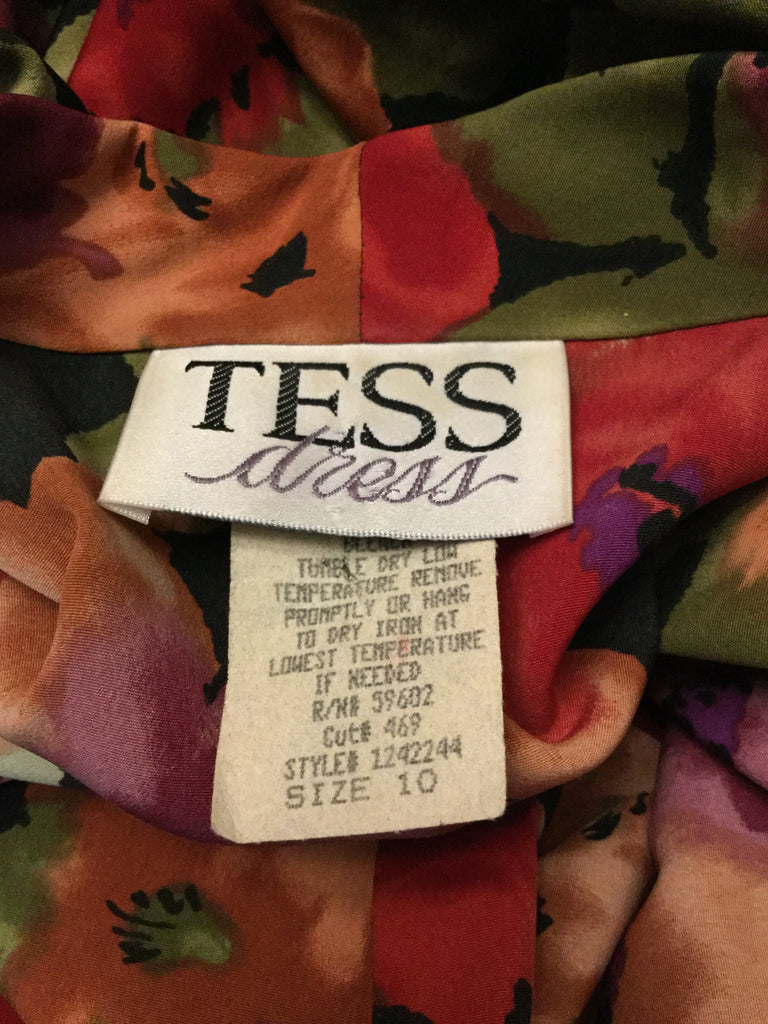 TESS
dress
TUMBLE DRY LOW
TEMPERATURE REMOVE
PROMPTLY OR HANG
TO DRY IRON AT
LOWEST TEMPERATURE
IF NEEDED
R/N# 59602
Cut# 469
STYLE# 1242244
SIZE 10